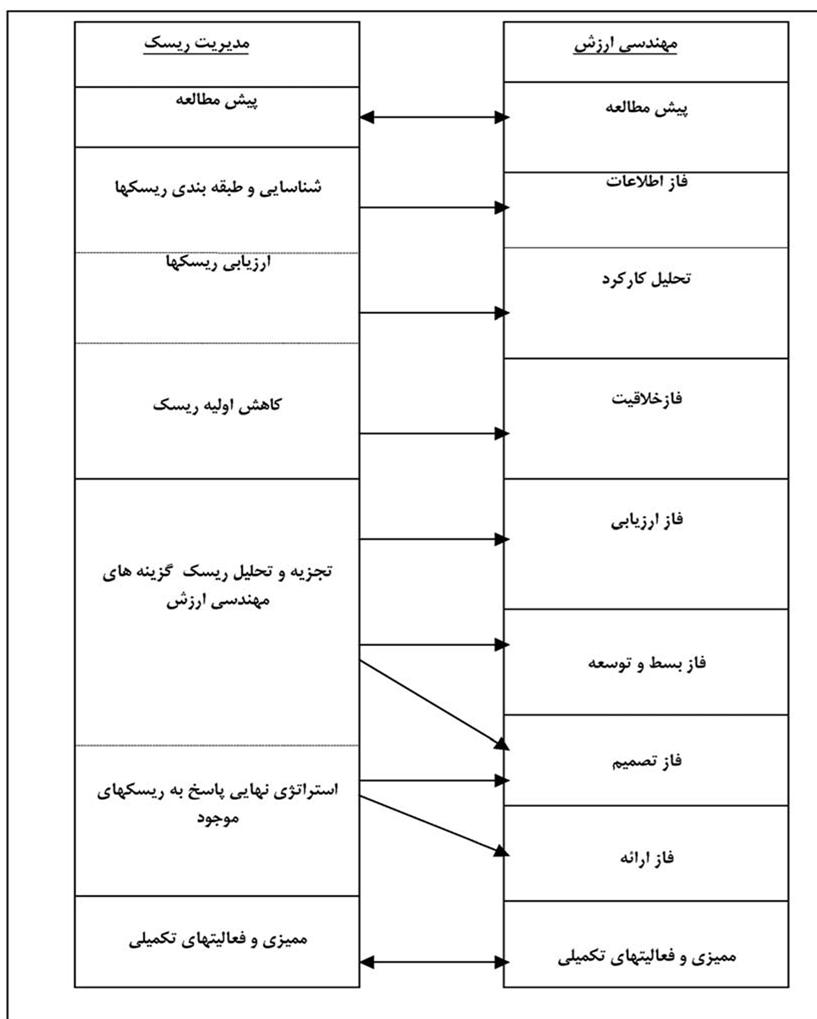 مهندسی ارزش
پیش مطالعه
فاز اطلاعات
تحلیل کارکرد
فازخلاقیت
فاز ارزیابی
فاز بسط و توسعه
فاز تصمیم
فاز ارائه
ممیزی و فعالیتهای تکمیلی
مدیریت ریسک
پیش مطالعه
شناسایی و طبقه بندی ریسکها
ارزیابی ریسکها
کاهش اولیه ریسک
تجزیه و تحلیل ریسک گزینه های
مهندسی ارزش
استراتژی نهایی پاسخ به ریسکهای
موجود
ممیزی و فعالیتهای تکمیلی